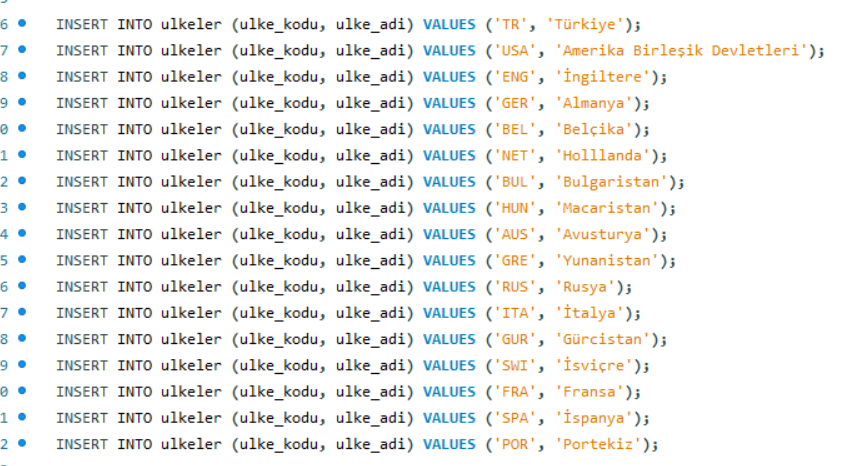 6 INSERT INTO ulkeler (ulke_kodu, ulke_adi) VALUES ('TR', 'Türkiye');
7 INSERT INTO ulkeler (ulke_kodu, ulke_adi) VALUES ('USA', 'Amerika Birleşik Devletleri');
8 INSERT INTO ulkeler (ulke_kodu, ulke_adi) VALUES ('ENG', 'İngiltere');
9 INSERT INTO ulkeler (ulke_kodu, ulke_adi) VALUES ('GER', 'Almanya');
0 INSERT INTO ulkeler (ulke_kodu, ulke_adi) VALUES ('BEL', 'Belçika');
1 INSERT INTO ulkeler (ulke_kodu, ulke_adi) VALUES ('NET', 'Holllanda');
2 INSERT INTO ulkeler (ulke_kodu, ulke_adi) VALUES ('BUL', 'Bulgaristan');
3 INSERT INTO ulkeler (ulke_kodu, ulke_adi) VALUES ('HUN', 'Macaristan');
4 INSERT INTO ulkeler (ulke_kodu, ulke_adi) VALUES ('AUS', 'Avusturya');
5 INSERT INTO ulkeler (ulke_kodu, ulke_adi) VALUES ('GRE', 'Yunanistan');
6 INSERT INTO ulkeler (ulke_kodu, ulke_adi) VALUES ('RUS', 'Rusya');
7 INSERT INTO ulkeler (ulke_kodu, ulke_adi) VALUES ('ITA', 'İtalya');
8 INSERT INTO ulkeler (ulke_kodu, ulke_adi) VALUES ('GUR', 'Gürcistan');
9 INSERT INTO ulkeler (ulke_kodu, ulke_adi) VALUES ('SWI', 'İsviçre');
0 INSERT INTO ulkeler (ulke_kodu, ulke_adi) VALUES ('FRA', 'Fransa');
1 INSERT INTO ulkeler (ulke_kodu, ulke_adi) VALUES ('SPA', 'İspanya');
2 INSERT INTO ulkeler (ulke_kodu, ulke_adi) VALUES ('POR', 'Portekiz');